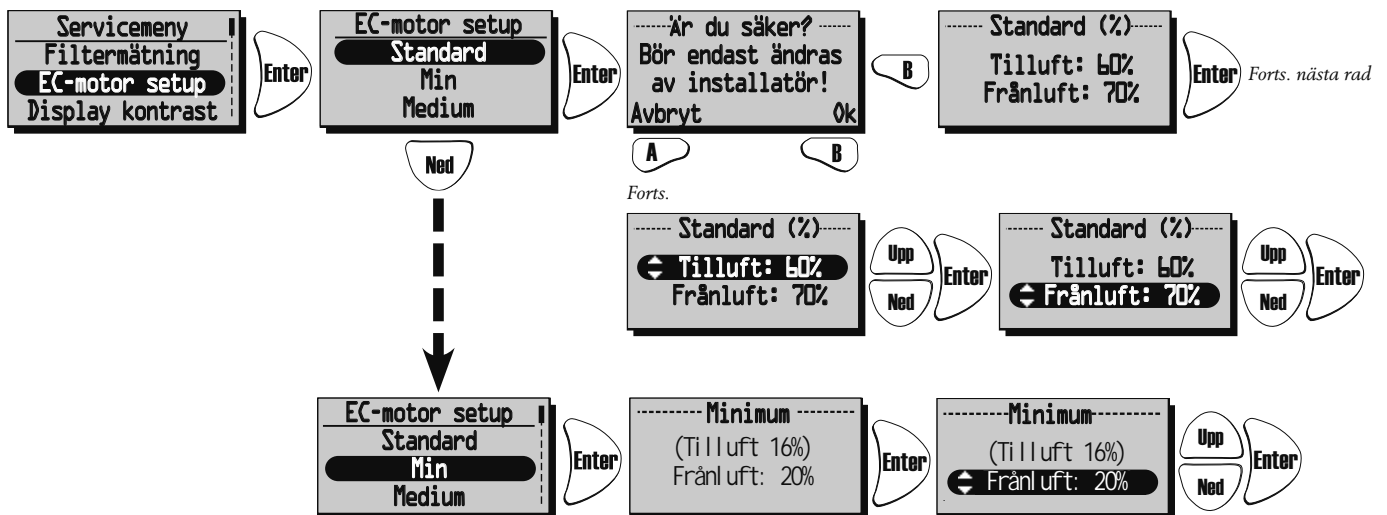 Servicemeny
Filtermätning
EC-motor setup
Display kontrast
Enter
EC-motor setup
Standard
Min
Medium
Enter
Är du säker?
Bör endast ändras
av installatör!
Avbryt Ok
B
Standard (%)
Tilluft: 60%
Frånluft: 70%
Enter
Forts. nästa rad
Ned
A
B
Forts.
Standard (%)
Tilluft: 60%
Frånluft: 70%
Upp
Ned
Enter
Standard (%)
Tilluft: 60%
Frånluft: 70%
Upp
Ned
Enter
EC-motor setup
Standard
Min
Medium
Enter
Minimum
(Tilluft 16%)
Frånluft: 20%
Enter
Minimum
(Tilluft 16%)
Frånluft: 20%
Upp
Ned
Enter